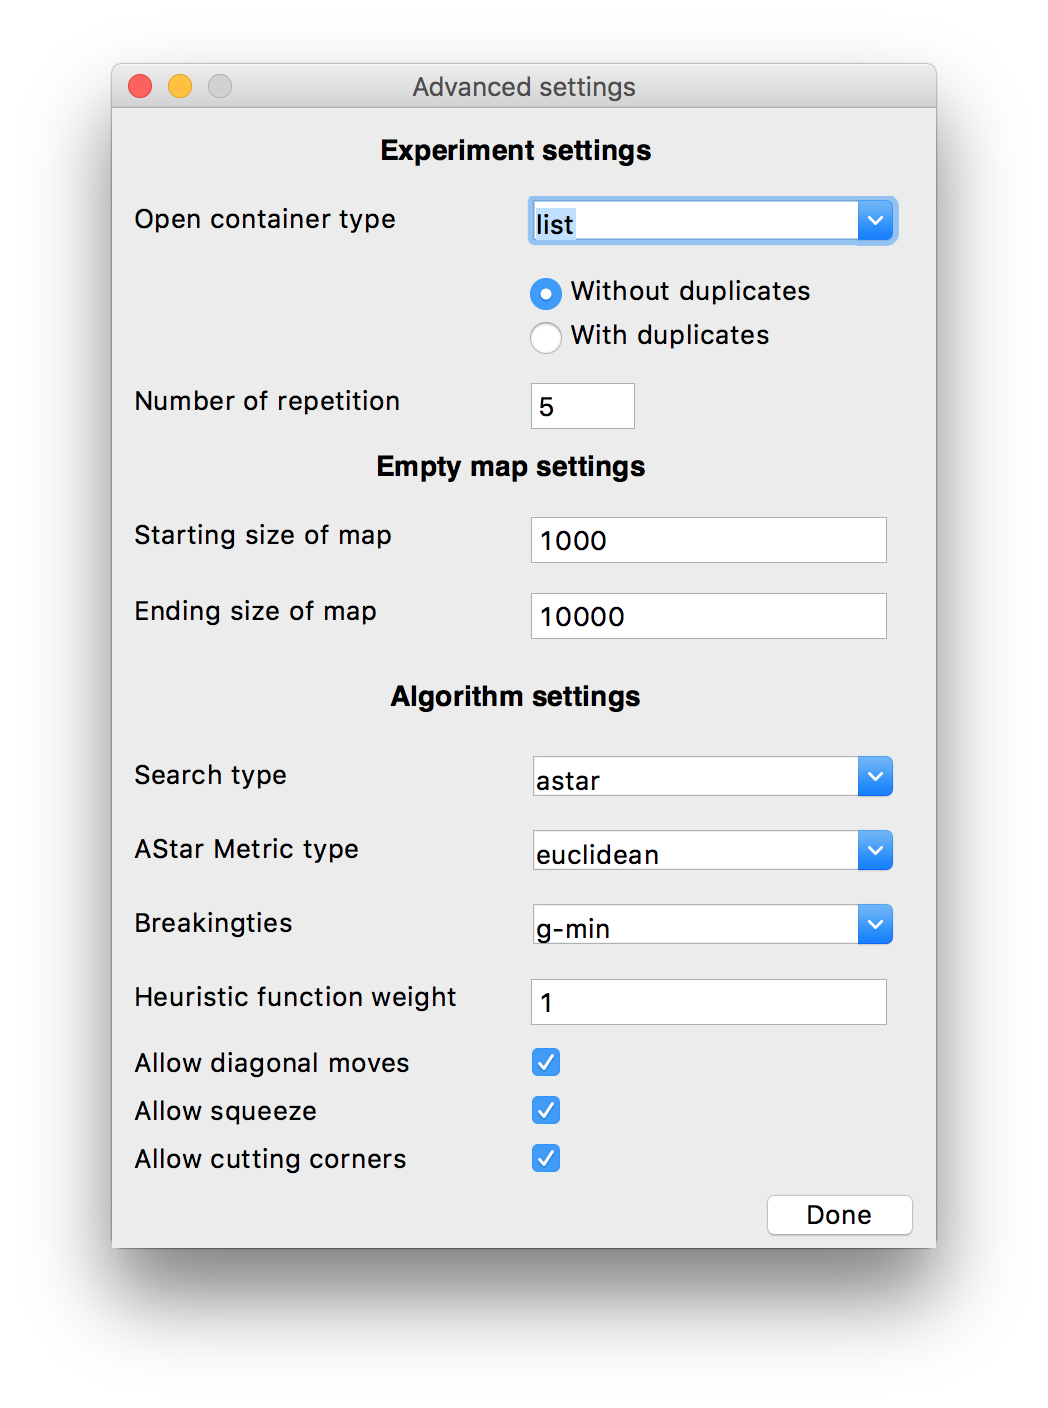 Advanced settings
Experiment settings
Open container type
list
Without duplicates
With duplicates
Number of repetition
5
Empty map settings
Starting size of map
1000
Ending size of map
10000
Algorithm settings
Search type
astar
AStar Metric type
euclidean
Breakingties
g-min
Heuristic function weight
1
Allow diagonal moves
Allow squeeze
Allow cutting corners
Done